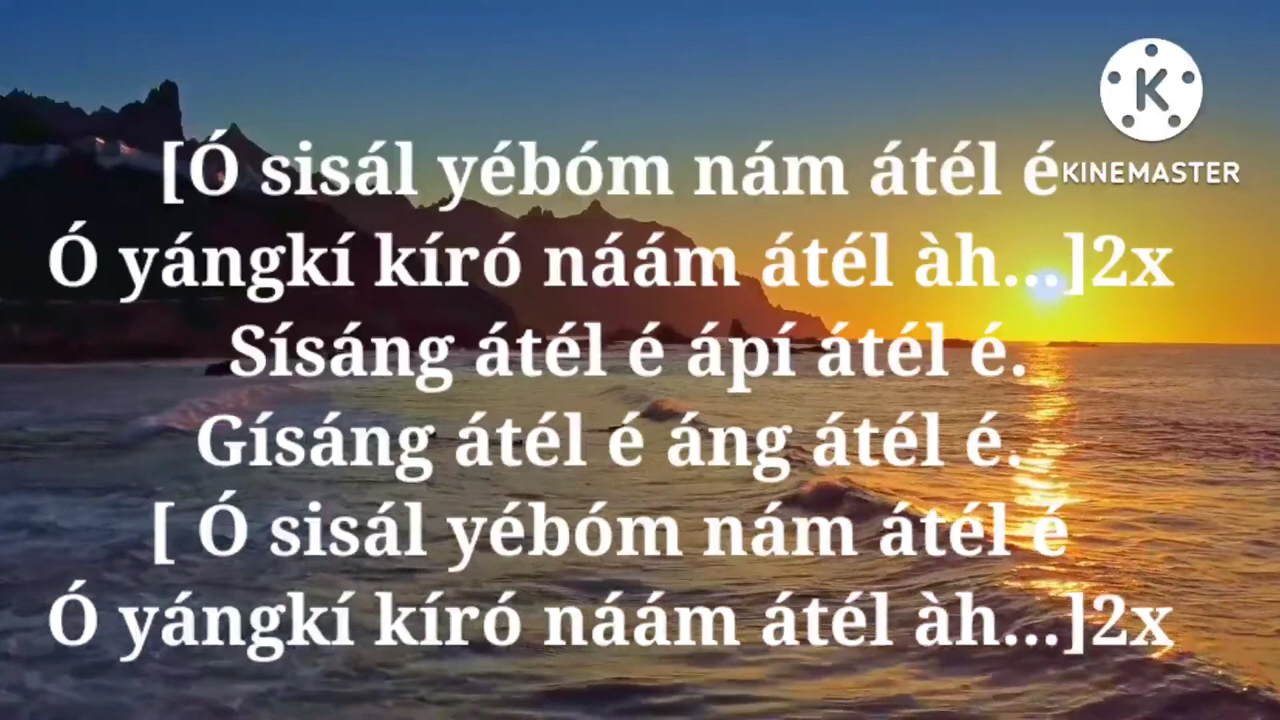 [Ó sisál yébóm nám átél é
KINEMASTER
Ó yángkí kíró náám átél àh...]2x
Sísáng átél é ápí átél é.
Gísáng átél é áng átél é.
[ Ó sisál yébóm nám átél é
Ó yángkí kíró náám átél àh...]2x